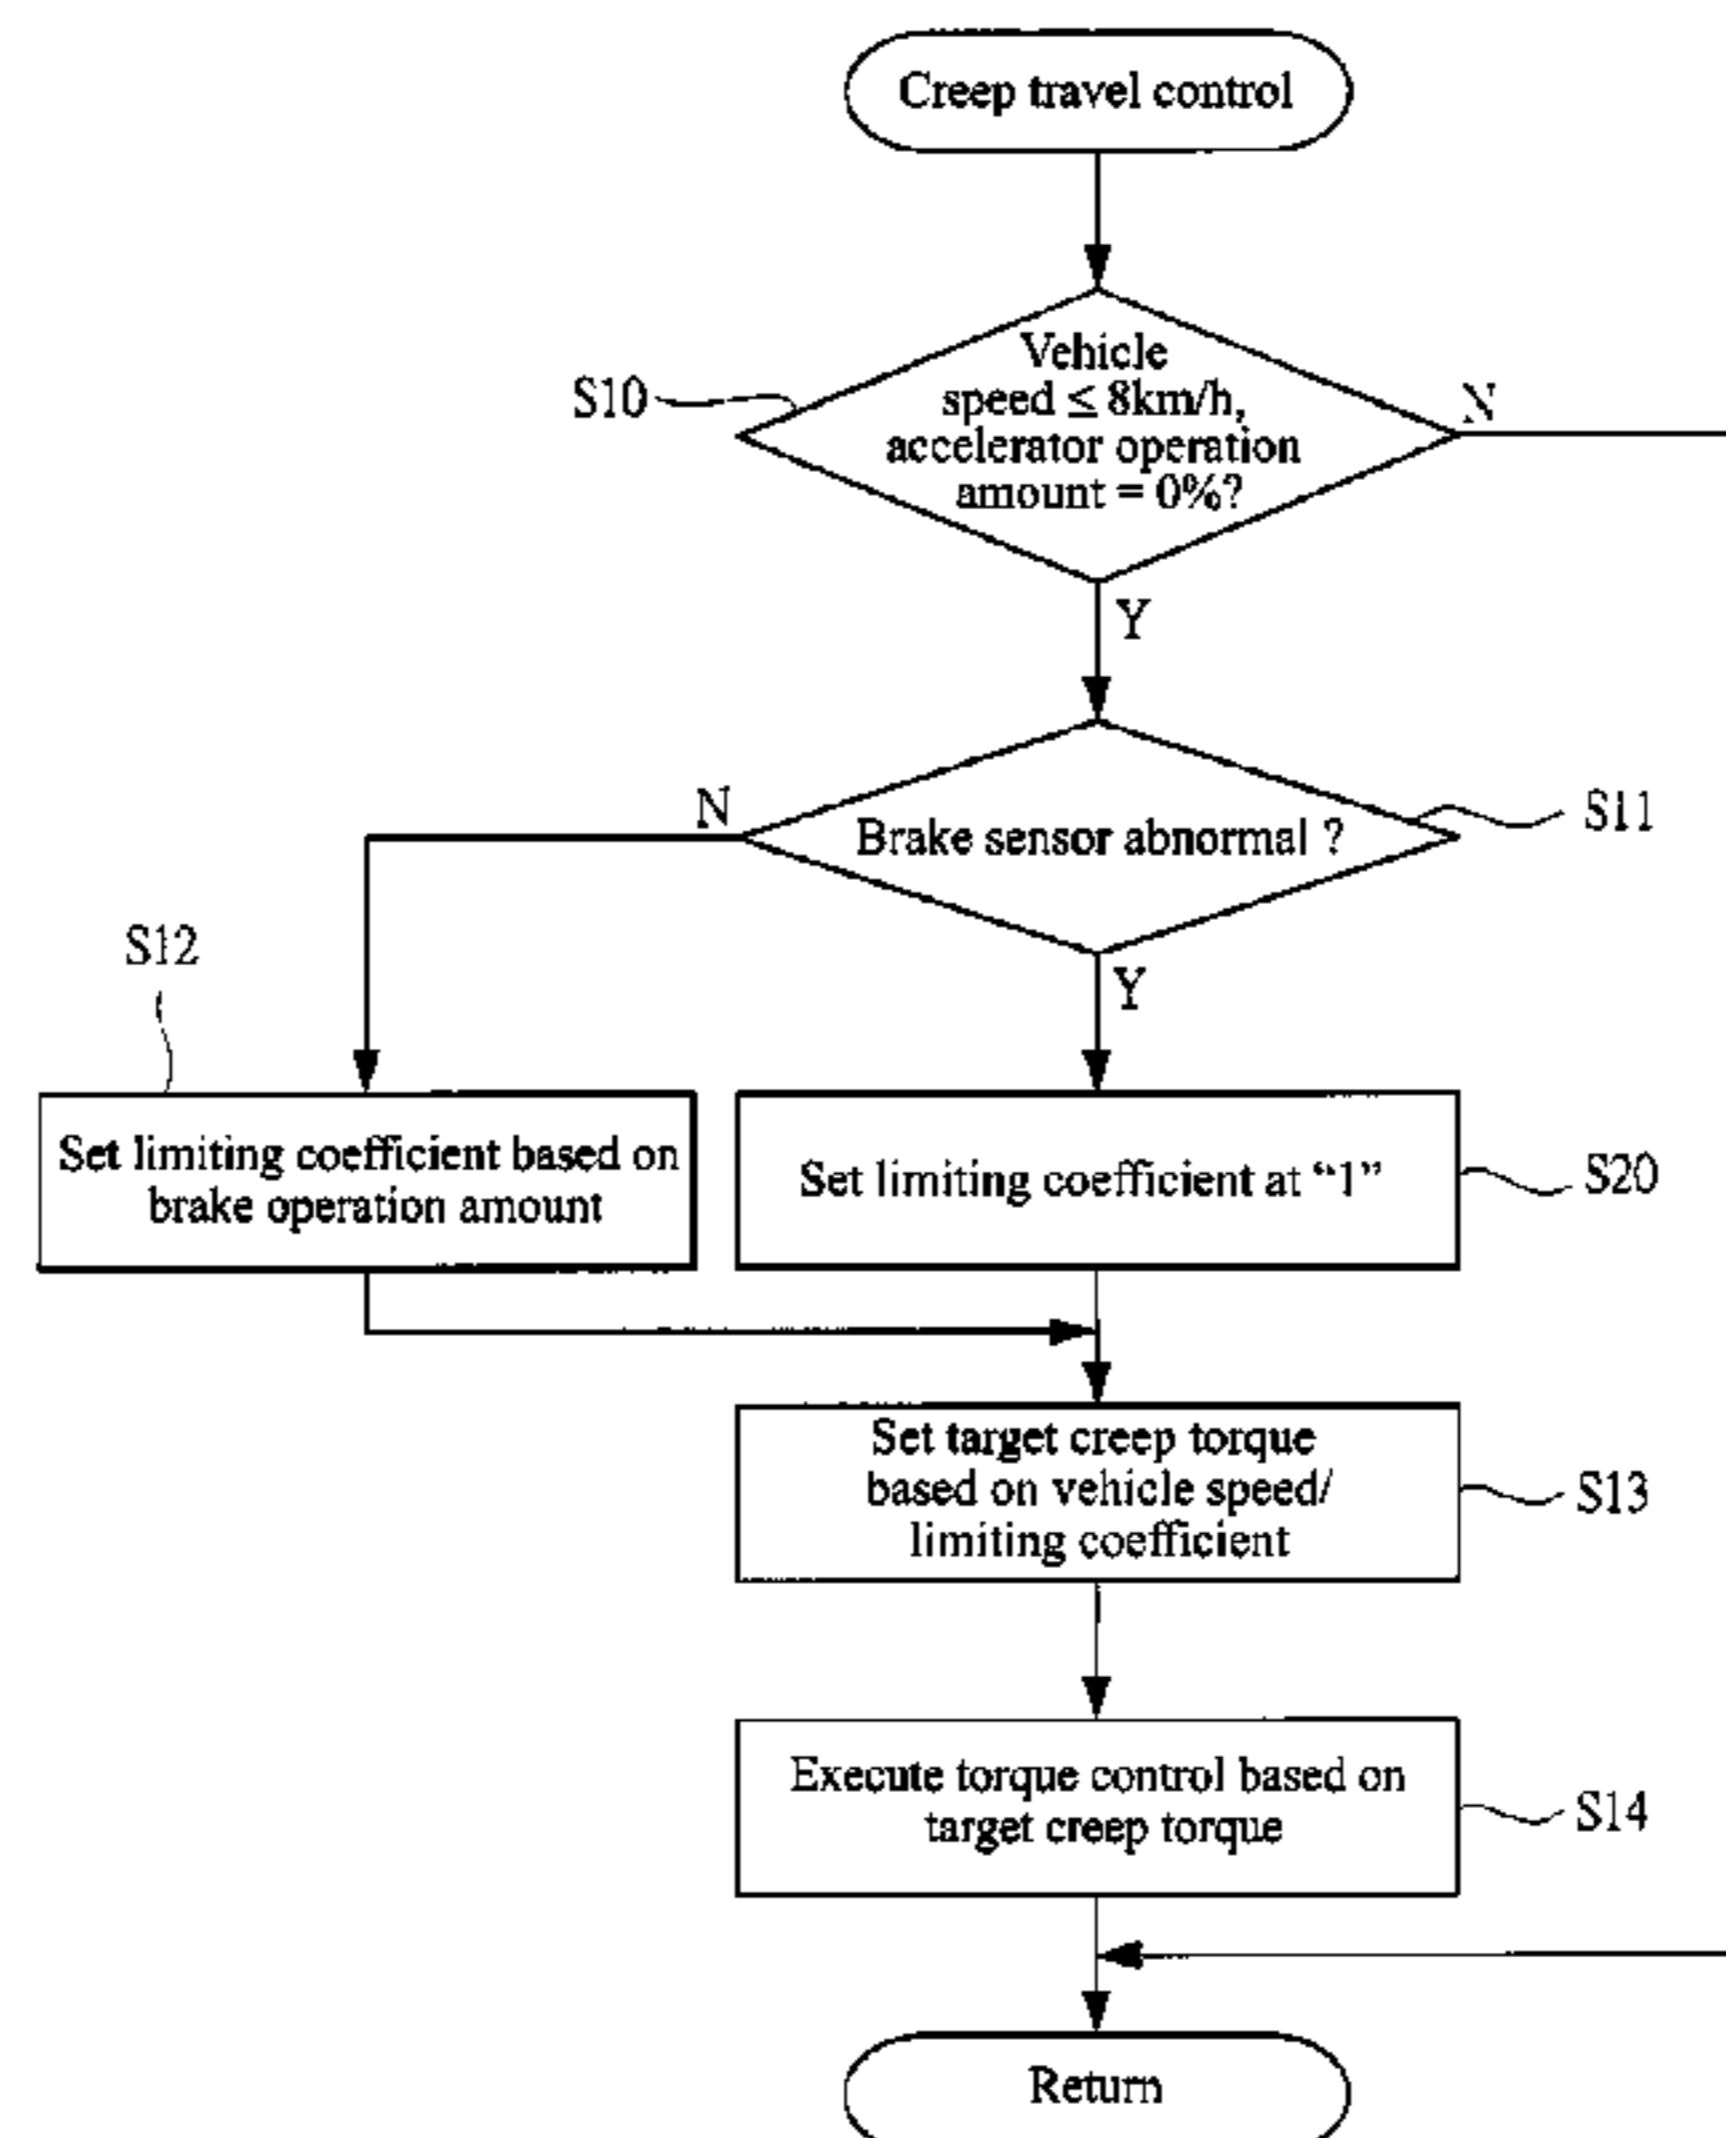 Creep travel control
Vehicle
speed ≤ 8km/h,
accelerator operation
amount = 0%?
S10
N
Y
Brake sensor abnormal ?
S11
N
Y
S12
Set limiting coefficient based on
brake operation amount
Set limiting coefficient at “1”
S20
Set target creep torque
based on vehicle speed/
limiting coefficient
S13
Execute torque control based on
target creep torque
S14
Return